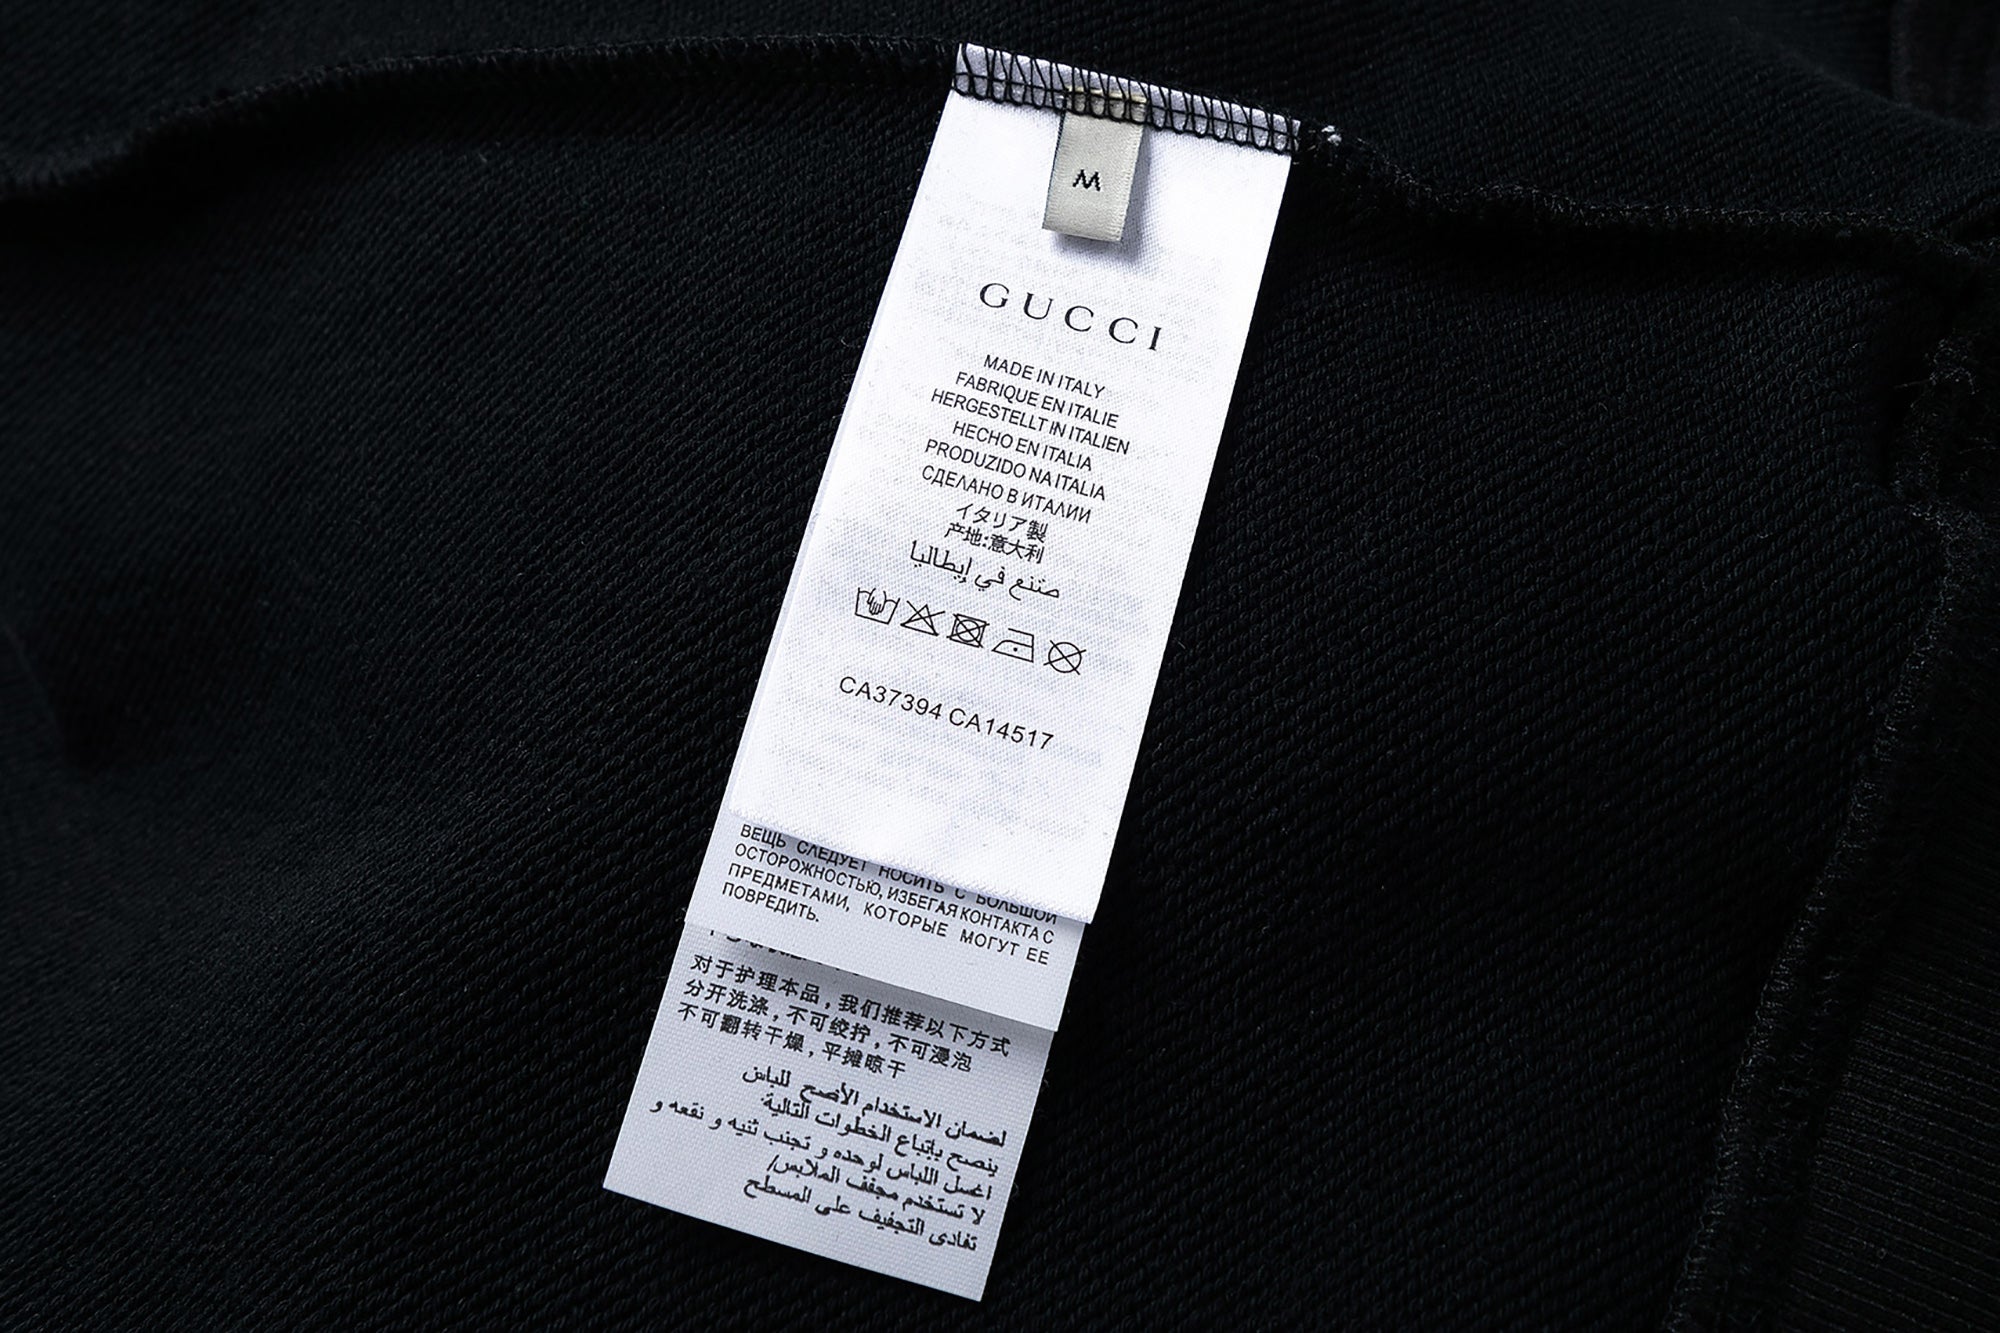 M
GUCCI
MADE IN ITALY
FABRIQUE EN ITALIE
HERGESTELLT IN ITALIEN
HECHO EN ITALIA
PRODUZIDO NA ITALIA
СДЕЛАНО В ИТАЛИИ
イタリア製
产地:意大利
صتنع في إيطاليا
CA37394 CA14517
ВЕЩЬ СЛЕДУЕТ НОСИТЬ С БОЛЬШОЙ
ОСТОРОЖНОСТЬЮ, ИЗБЕГАЯ КОНТАКТА С
ПРЕДМЕТАМИ, КОТОРЫЕ МОГУТ ЕЕ
ПОВРЕДИТЬ.
对于护理本品，我们推荐以下方式
分开洗涤，不可绞拧，不可浸泡
不可翻转干燥，平摊晾干
لضمان الاستخدام الأصح للباس
ينصح بإتباع الخطوات التالية:
اغسل اللباس لوحده و تجنب ثنيه و نقعه و
لا تستخدم مجفف الملابس/
تفادى التجفيف على المسطح